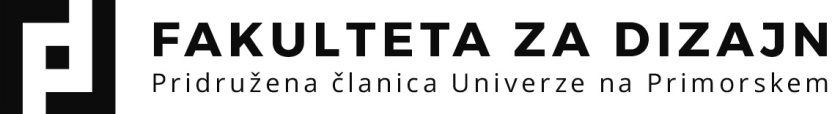 FAKULTETA ZA DIZAJN
Pridružena članica Univerze na Primorskem